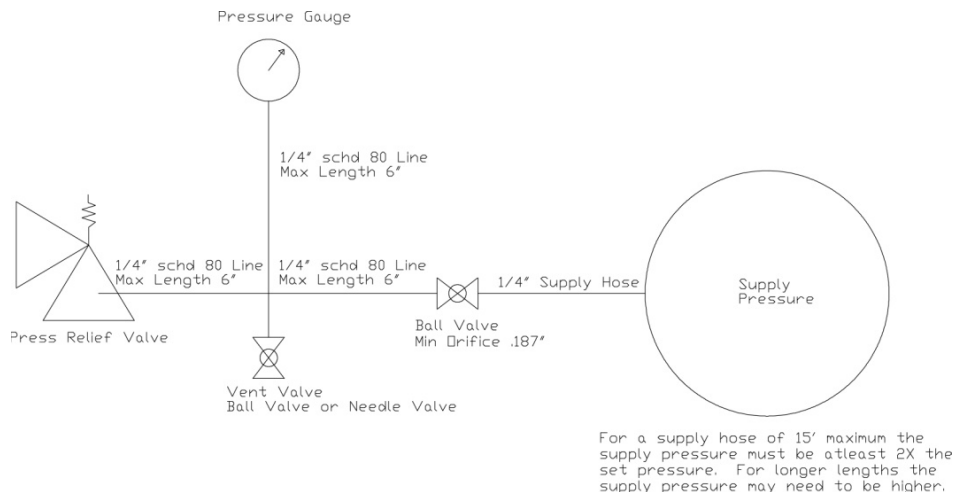 Pressure Gauge
1/4" schd 80 Line
Max Length 6"
1/4" schd 80 Line
Max Length 6"
1/4" schd 80 Line
Max Length 6"
1/4" Supply Hose
Supply
Pressure
Press Relief Valve
Ball Valve
Min Orifice .187"
Vent Valve
Ball Valve or Needle Valve
For a supply hose of 15' maximum the
supply pressure must be atleast 2X the
set pressure. For longer lengths the
supply pressure may need to be higher.